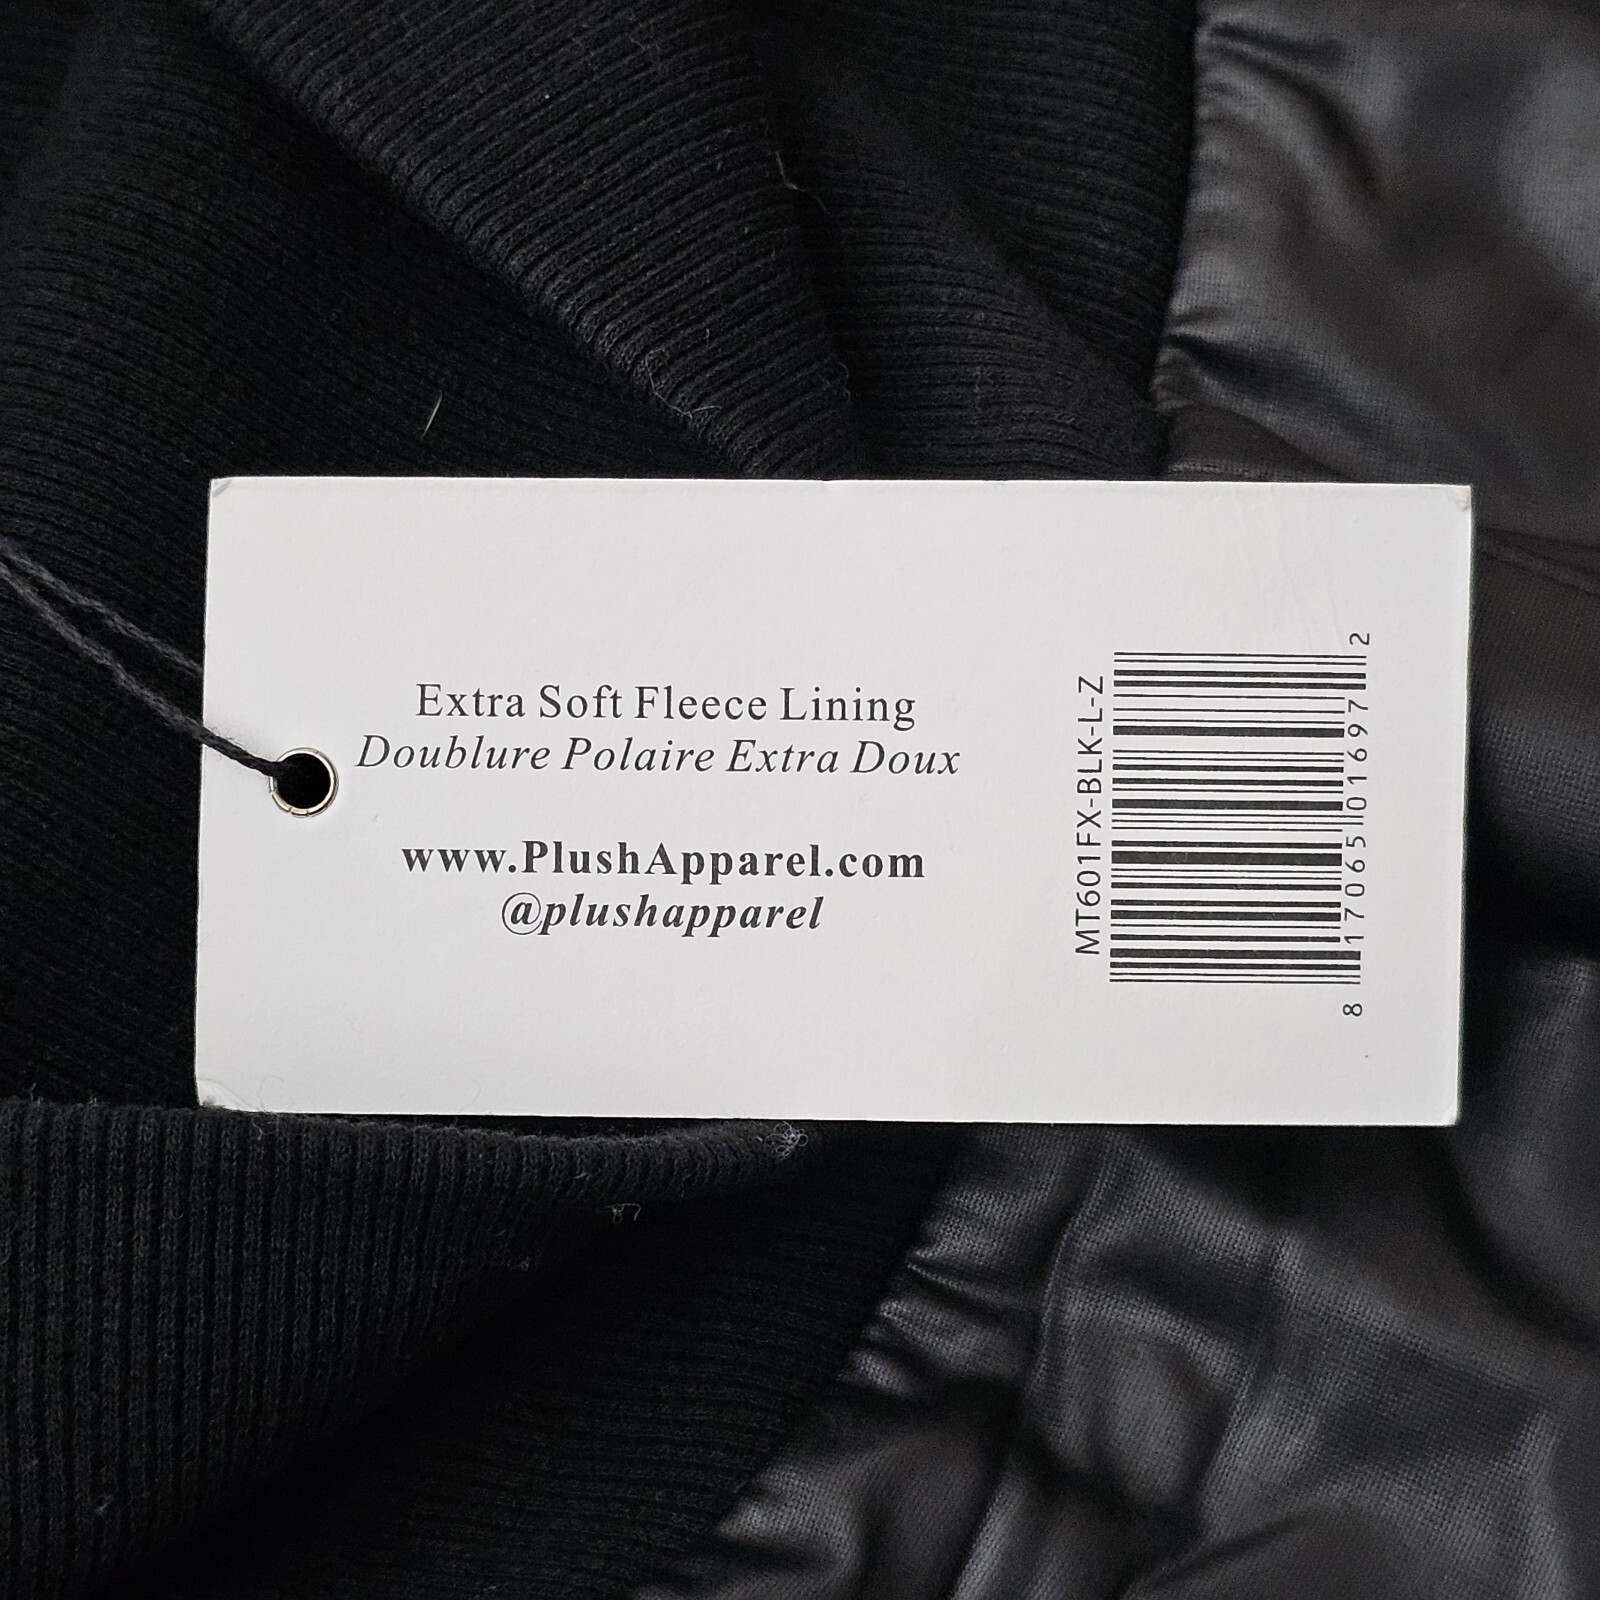 Extra Soft Fleece Lining
Doublure Polaire Extra Doux
www.PlushApparel.com
@plushapparel
MT601FX-BLK-L-Z
8 17065 01697 2